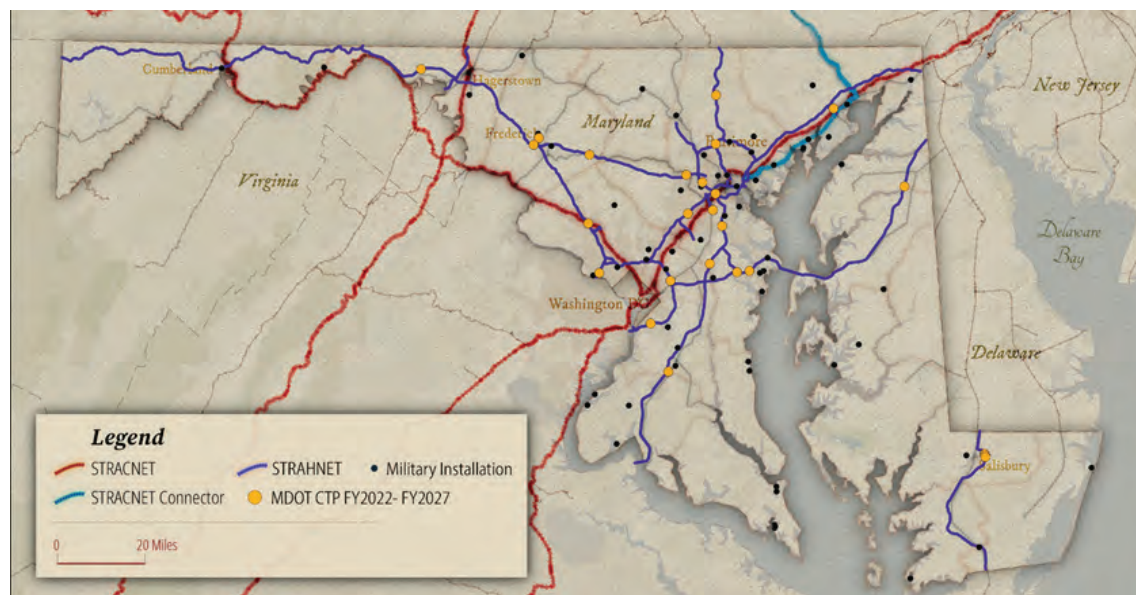 Cumberland
Hagerstown
New Jersey
Frederick
Maryland
Baltimore
Virginia
Delaware
Bay
Washington DC
Delaware
Salisbury
Legend
STRACNET
STRAHNET
Military Installation
STRACNET Connector
MDOT CTP FY2022- FY2027
0
20 Miles